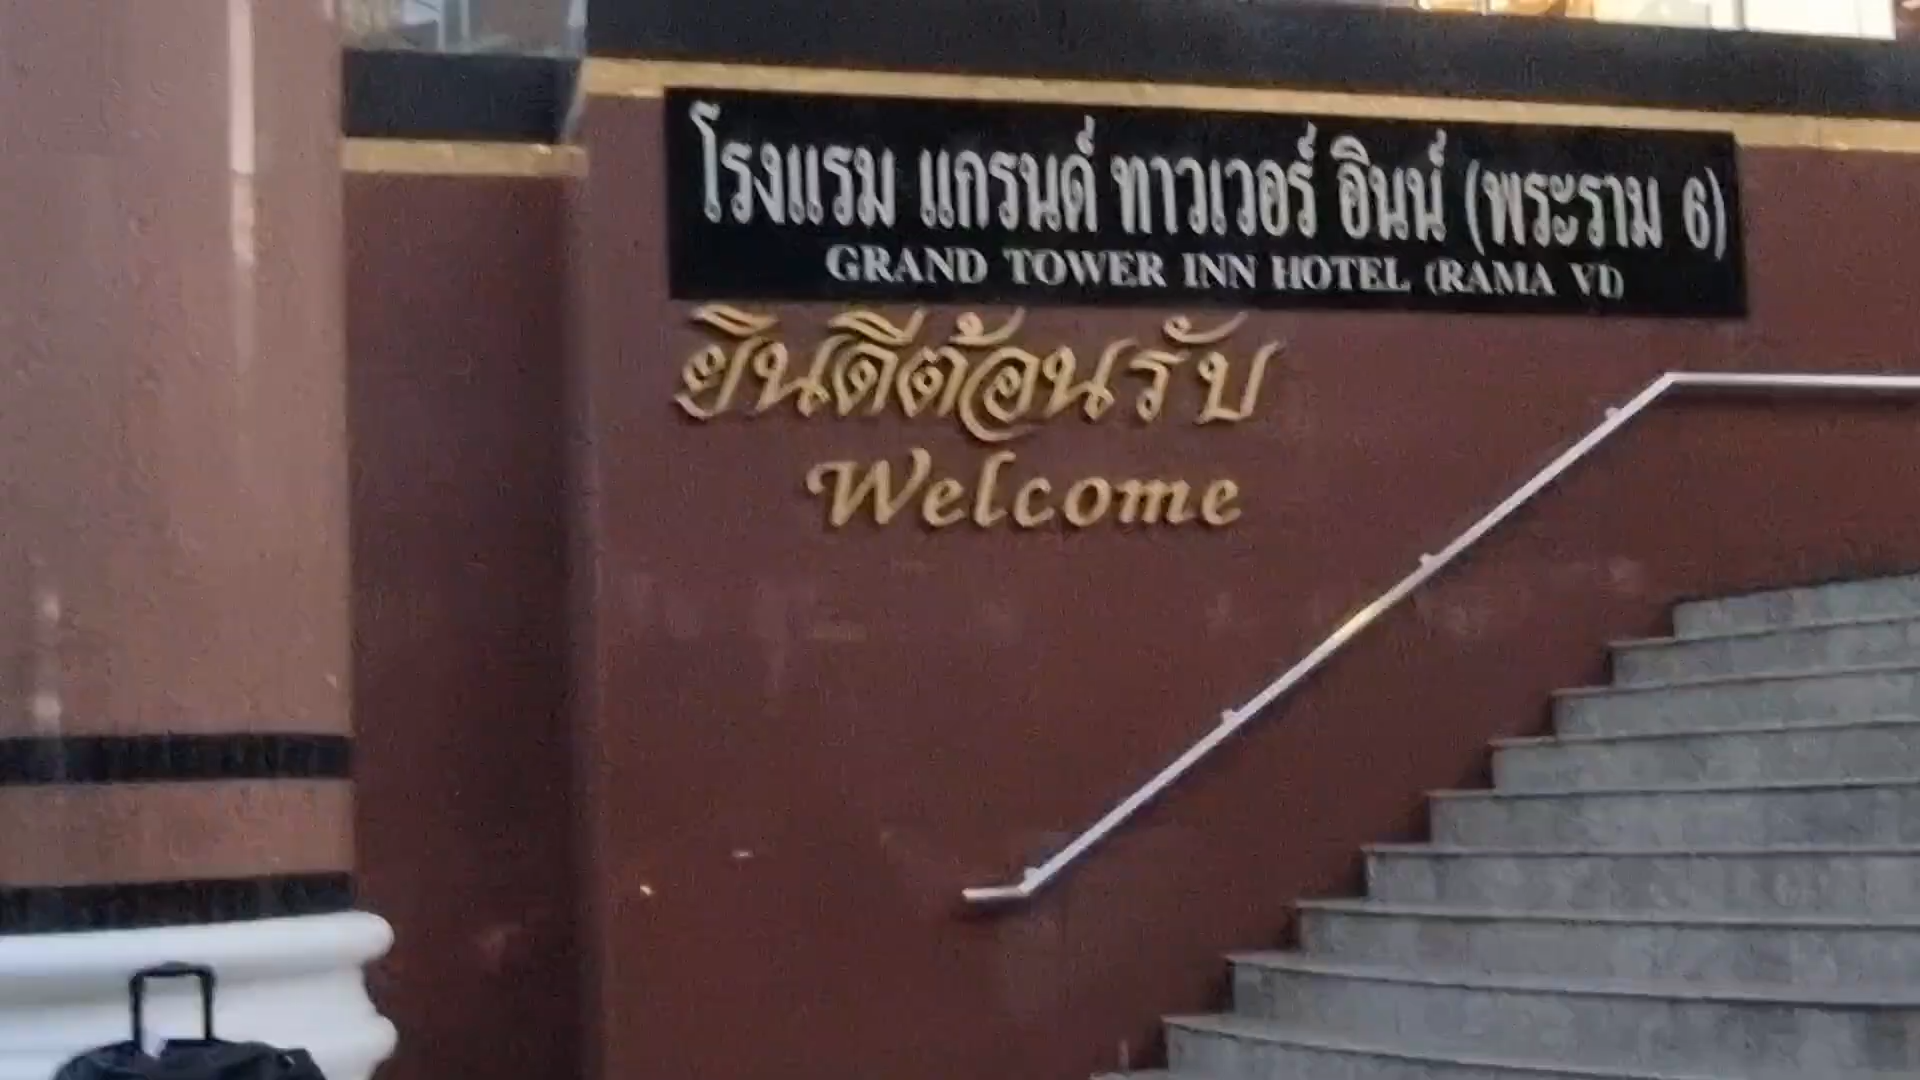 โรงแรม แกรนด์ ทาวเวอร์ อินน์ (พระราม 6)
GRAND TOWER INN HOTEL (RAMA VI)
ยินดีต้อนรับ
Welcome